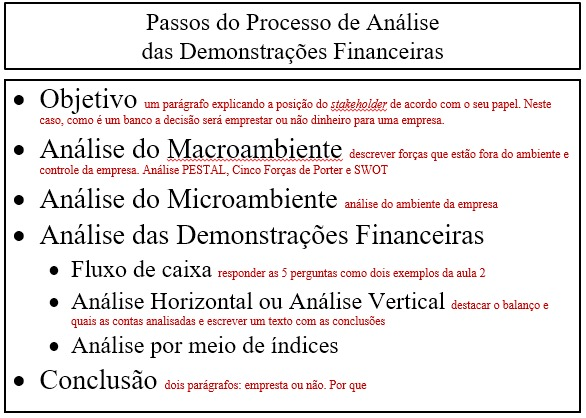 Passos do Processo de Análise
das Demonstrações Financeiras
• Objetivo um parágrafo explicando a posição do stakeholder de acordo com o seu papel. Neste
caso, como é um banco a decisão será emprestar ou não dinheiro para uma empresa.
• Análise do Macroambiente descrever forças que estão fora do ambiente e
controle da empresa. Análise PESTAL, Cinco Forças de Porter e SWOT
• Análise do Microambiente análise do ambiente da empresa
• Análise das Demonstrações Financeiras
• Fluxo de caixa responder as 5 perguntas como dois exemplos da aula 2
• Análise Horizontal ou Análise Vertical destacar o balanço e
quais as contas analisadas e escrever um texto com as conclusões
• Análise por meio de índices
• Conclusão dois parágrafos: empresta ou não. Por que